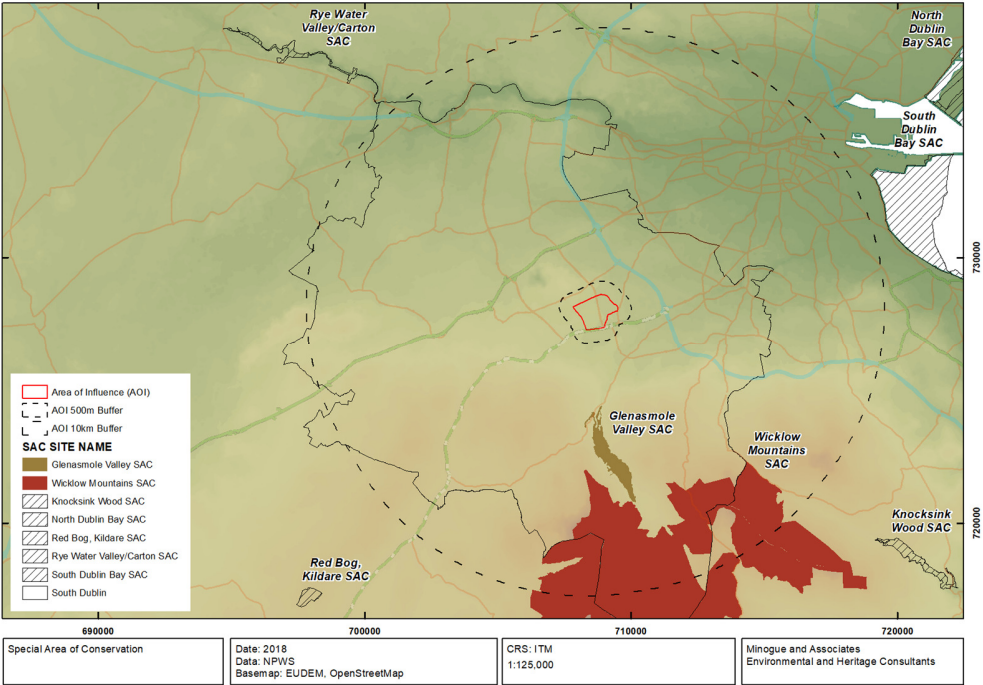 Rye Water
Valley/Carton
SAC
North
Dublin
Bay SAC
South
Dublin
Bay SAC
730000
Area of Influence (AOI)
AOI 500m Buffer
AOI 10km Buffer
SAC SITE NAME
Glenasmole Valley SAC
Wicklow Mountains SAC
Knocksink Wood SAC
North Dublin Bay SAC
Red Bog, Kildare SAC
Rye Water Valley/Carton SAC
South Dublin Bay SAC
South Dublin
Glenasmole
Valley SAC
Wicklow
Mountains
SAC
Knocksink
Wood SAC
720000
Red Bog,
Kildare SAC
690000
700000
710000
720000
Special Area of Conservation
Date: 2018
Data: NPWS
Basemap: EUDEM, OpenStreetMap
CRS: ITM
1:125,000
Minogue and Associates
Environmental and Heritage Consultants